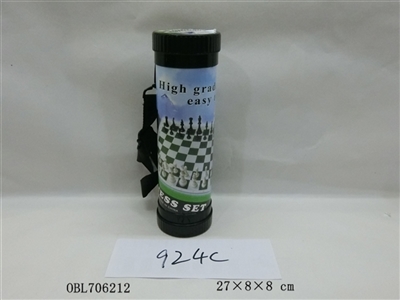 High grad
easy
ESS SET
924C
OBL706212
27×8×8 cm